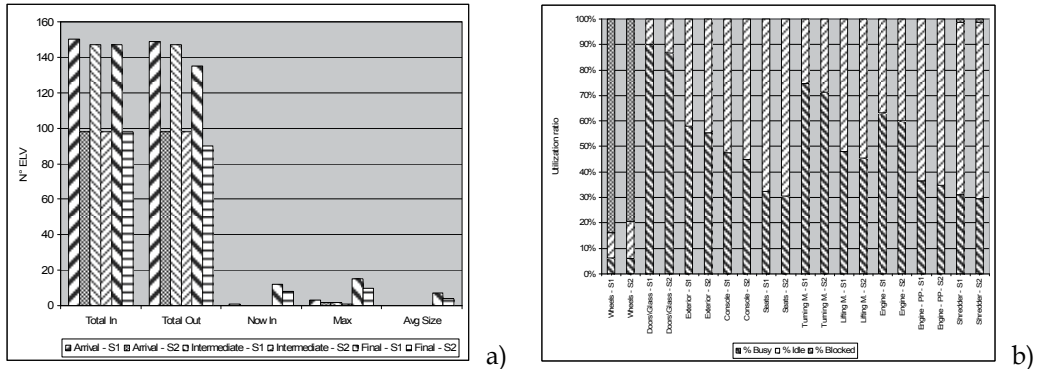 160
140
120
100
80
60
40
20
0
N° ELV
Total In Total Out Now In Max Avg Size
Arrival - S1 Arrival - S2 Intermediate - S1 Intermediate - S2 Final - S1 Final - S2
a)
100%
90%
80%
70%
60%
50%
40%
30%
20%
10%
0%
Utilization ratio
Wheels - S1
Wheels - S2
Doors\Glass - S1
Doors\Glass - S2
Exterior - S1
Exterior - S2
Console - S1
Console - S2
Seats - S1
Seats - S2
Turning M. - S1
Turning M. - S2
Lifting M. - S1
Lifting M. - S2
Engine - S1
Engine - S2
Engine - PP - S1
Engine - PP - S2
Shredder - S1
Shredder - S2
% Busy % Idle % Blocked
b)